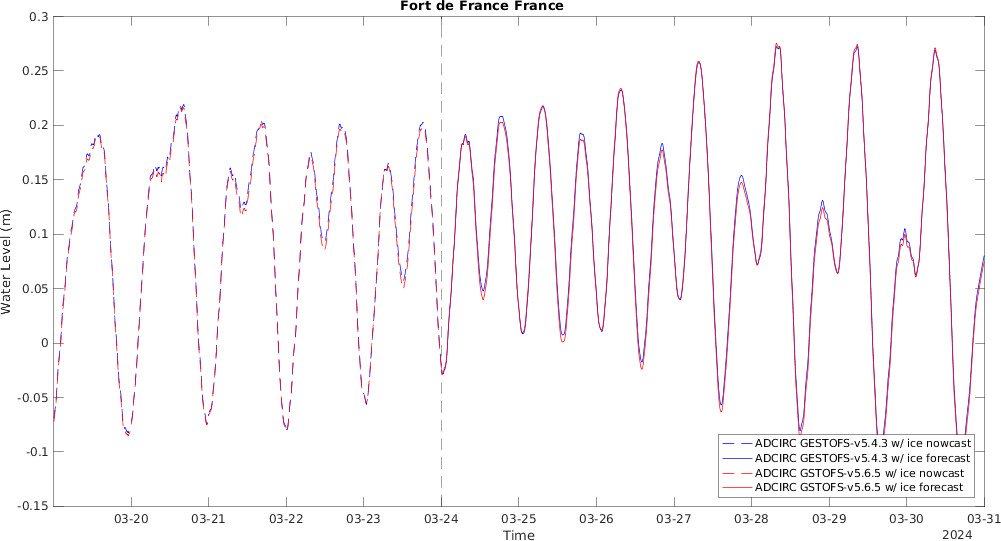 Fort de France France
0.3
0.25
0.2
0.15
0.1
0.05
0
-0.05
-0.1
-0.15
Water Level (m)
ADCIRC GESTOFS-v5.4.3 w/ ice nowcast
ADCIRC GESTOFS-v5.4.3 w/ ice forecast
ADCIRC GSTOFS-v5.6.5 w/ ice nowcast
ADCIRC GSTOFS-v5.6.5 w/ ice forecast
03-20 03-21 03-22 03-23 03-24 03-25 03-26 03-27 03-28 03-29 03-30 03-31
Time
2024